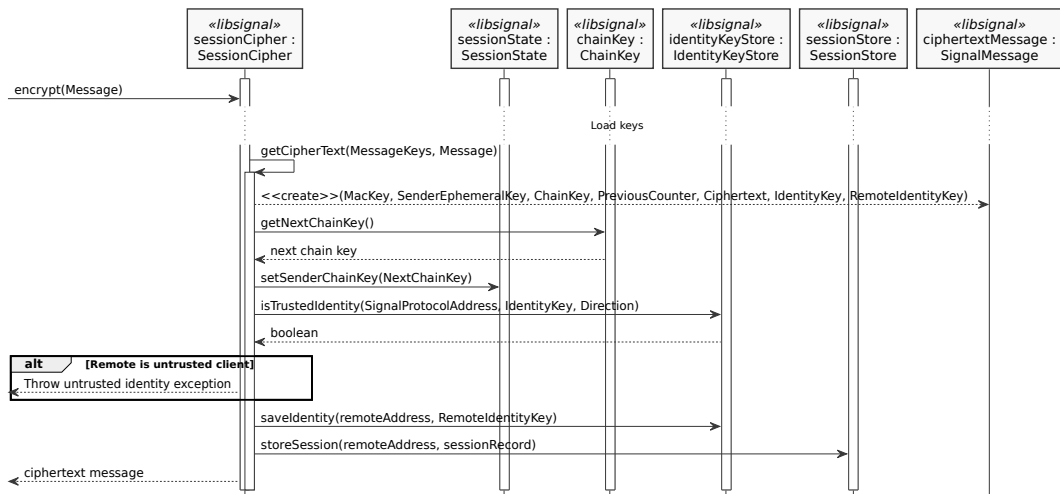 «libsignal»
sessionCipher :
SessionCipher
«libsignal»
sessionState :
SessionState
«libsignal»
chainKey :
ChainKey
«libsignal»
identityKeyStore :
IdentityKeyStore
«libsignal»
sessionStore :
SessionStore
«libsignal»
ciphertextMessage :
SignalMessage
encrypt(Message)
Load keys
getCipherText(MessageKeys, Message)
<<create>>(MacKey, SenderEphemeralKey, ChainKey, PreviousCounter, Ciphertext, IdentityKey, RemoteIdentityKey)
getNextChainKey()
next chain key
setSenderChainKey(NextChainKey)
isTrustedIdentity(SignalProtocolAddress, IdentityKey, Direction)
boolean
alt [Remote is untrusted client]
Throw untrusted identity exception
saveIdentity(remoteAddress, RemoteIdentityKey)
storeSession(remoteAddress, sessionRecord)
ciphertext message